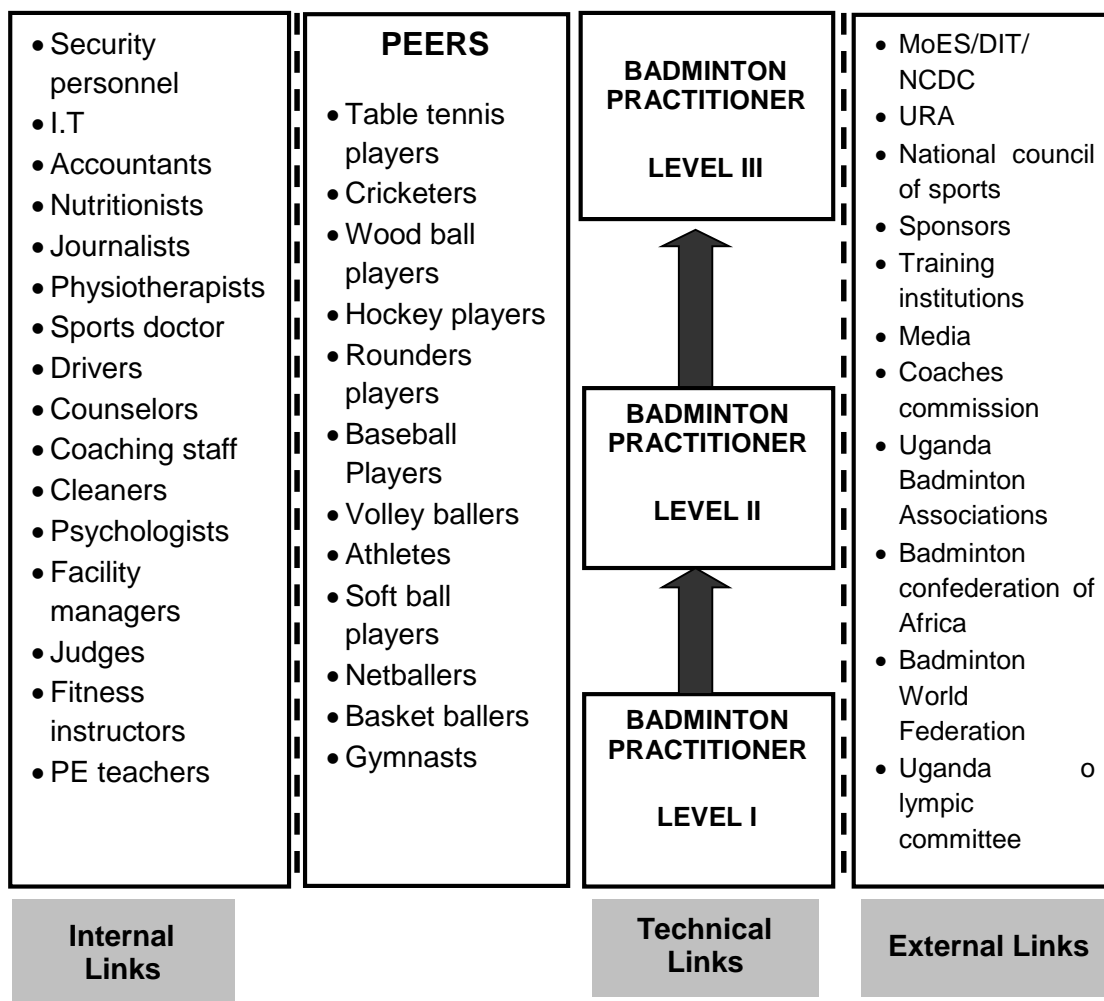 • Security
personnel
• I.T
• Accountants
• Nutritionists
• Journalists
• Physiotherapists
• Sports doctor
• Drivers
• Counselors
• Coaching staff
• Cleaners
• Psychologists
• Facility
managers
• Judges
• Fitness
instructors
• PE teachers
Internal
Links
PEERS
• Table tennis
players
• Cricketers
• Wood ball
players
• Hockey players
• Rounders
players
• Baseball
Players
• Volley ballers
• Athletes
• Soft ball
players
• Netballers
• Basket ballers
• Gymnasts
BADMINTON
PRACTITIONER
LEVEL III
BADMINTON
PRACTITIONER
LEVEL II
BADMINTON
PRACTITIONER
LEVEL I
Technical
Links
• MoES/DIT/
NCDC
• URA
• National council
of sports
• Sponsors
• Training
institutions
• Media
• Coaches
commission
• Uganda
Badminton
Associations
• Badminton
confederation of
Africa
• Badminton
World
Federation
• Uganda o
lympic
committee
External Links